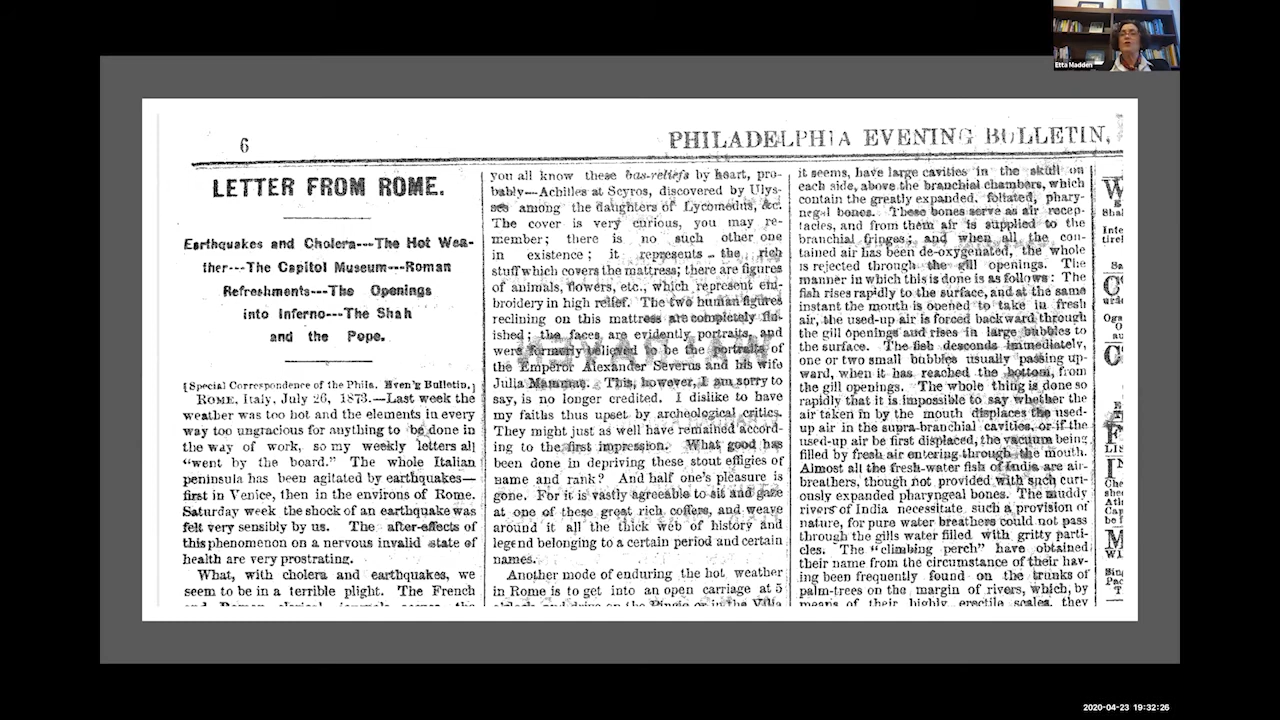 Etta Madden
6
PHILADELPHIA EVENING BULLETIN,
LETTER FROM ROME.
Earthquakes and Cholera---The Hot Wea-
ther---The Capitol Museum---Roman
Refreshments---The Openings
into Inferno---The Shah
and the Pope.
[Special Correspondence of the Phila. Even'g Bulletin.]
ROME, Italy, July 26, 1873.—Last week the
weather was too hot and the elements in every
way too ungracious for anything to be done in
the way of work, so my weekly letters all
"went by the board." The whole Italian
peninsula has been agitated by earthquakes—
first in Venice, then in the environs of Rome.
Saturday week the shock of an earthquake was
felt very sensibly by us. The after-effects of
this phenomenon on a nervous invalid state of
health are very prostrating.
What, with cholera and earthquakes, we
seem to be in a terrible plight. The French
you all know these bas-reliefs by heart, pro-
bably—Achilles at Scyros, discovered by Ulys-
ses among the daughters of Lycomedus, &c.
The cover is very curious, you may re-
member; there is no such other one
in existence; it represents the rich
stuff which covers the mattress; there are figures
of animals, flowers, etc., which represent em-
broidery in high relief. The two human figures
reclining on this mattress are completely fin-
ished; the faces are evidently portraits, and
were formerly believed to be the portraits of
the Emperor Alexander Severus and his wife
Julia Mammae. This, however, I am sorry to
say, is no longer credited. I dislike to have
my faiths thus upset by archeological critics.
They might just as well have remained accord-
ing to the first impression. What good has
been done in depriving these stout effigies of
name and rank? And half one's pleasure is
gone. For it is vastly agreeable to sit and gaze
at one of these great rich coffers, and weave
around it all the thick web of history and
legend belonging to a certain period and certain
names.
Another mode of enduring the hot weather
in Rome is to get into an open carriage at 5
it seems, have large cavities in the skull on
each side, above the branchial chambers, which
contain the greatly expanded, foliated, phary-
negal bones. These bones serve as air recep-
tacles, and from them air is supplied to the
branchial fringes; and when all the con-
tained air has been de-oxygenated, the whole
is rejected through the gill openings. The
manner in which this is done is as follows: The
fish rises rapidly to the surface, and at the same
instant the mouth is opened to take in fresh
air, the used-up air is forced backward through
the gill openings and rises in large bubbles to
the surface. The fish descends immediately,
one or two small bubbles usually passing up-
ward, when it has reached the bottom, from
the gill openings. The whole thing is done so
rapidly that it is impossible to say whether the
air taken in by the mouth displaces the used-
up air in the supra-branchial cavities, or if the
used-up air be first displaced, the vacuum being
filled by fresh air entering through the mouth.
Almost all the fresh-water fish of India are air-
breathers, though not provided with such curi-
ously expanded pharyngeal bones. The muddy
rivers of India necessitate such a provision of
nature, for pure water breathers could not pass
through the gills water filled with gritty parti-
cles. The "climbing perch" have obtained
their name from the circumstance of their hav-
ing been frequently found on the trunks of
palm-trees on the margin of rivers, which, by
means of their highly erectile scales, they
2020-04-23 19:32:26